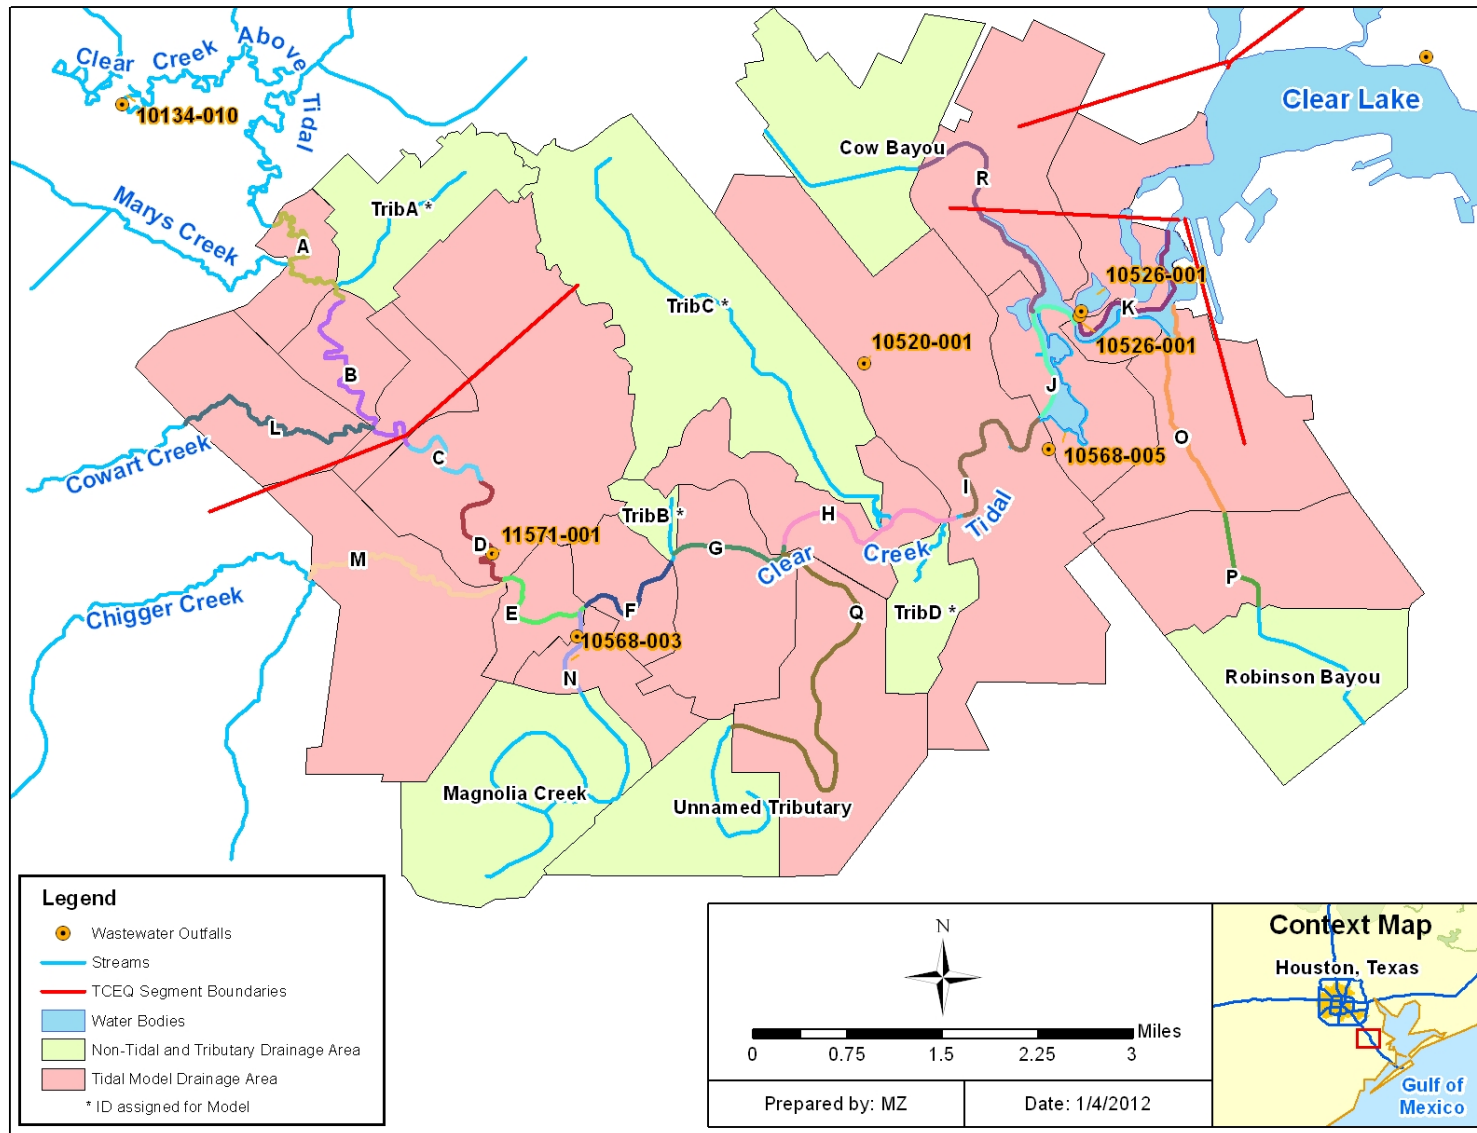 Clear Creek Above Tidal
10134-010
Clear Lake
Cow Bayou
R
Marys Creek
TribA *
A
TribC *
10526-001
K
10526-001
10520-001
B
J
L
Cowart Creek
C
O
10568-005
I
TribB *
H
Clear Creek Tidal
11571-001
D
G
M
Chigger Creek
E
F
Q
TribD *
P
10568-003
N
Robinson Bayou
Magnolia Creek
Unnamed Tributary
Legend
Wastewater Outfalls
Streams
TCEQ Segment Boundaries
Water Bodies
Non-Tidal and Tributary Drainage Area
Tidal Model Drainage Area
* ID assigned for Model
N
Miles
0 0.75 1.5 2.25 3
Prepared by: MZ
Date: 1/4/2012
Context Map
Houston, Texas
Gulf of
Mexico